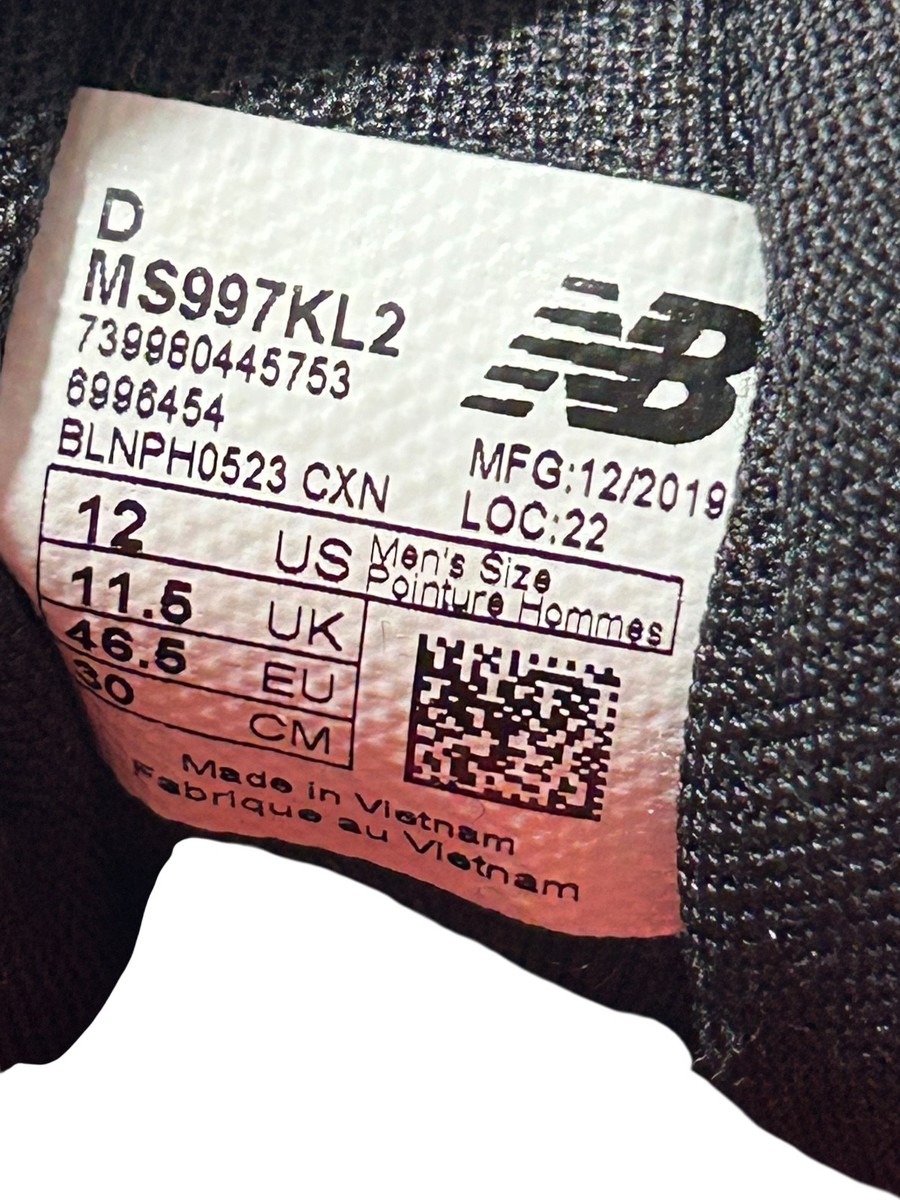 D
MS997KL2
739980445753
6996454
BLNPH0523 CXN
NB
MFG:12/2019
LOC:22
12 US Men's Size
Pointure Hommes
11.5 UK
46.5 EU
30 CM
Made in Vietnam
Fabrique au Vietnam